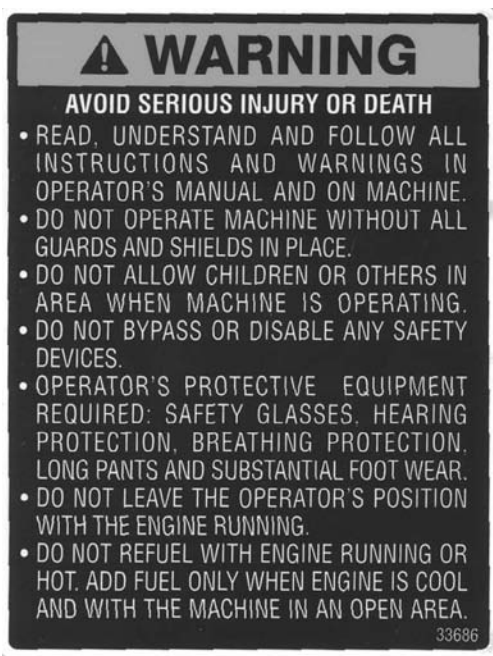 WARNING
AVOID SERIOUS INJURY OR DEATH
• READ, UNDERSTAND AND FOLLOW ALL
INSTRUCTIONS AND WARNINGS IN
OPERATOR'S MANUAL AND ON MACHINE.
• DO NOT OPERATE MACHINE WITHOUT ALL
GUARDS AND SHIELDS IN PLACE.
• DO NOT ALLOW CHILDREN OR OTHERS IN
AREA WHEN MACHINE IS OPERATING.
• DO NOT BYPASS OR DISABLE ANY SAFETY
DEVICES.
• OPERATOR'S PROTECTIVE EQUIPMENT
REQUIRED: SAFETY GLASSES, HEARING
PROTECTION, BREATHING PROTECTION,
LONG PANTS AND SUBSTANTIAL FOOT WEAR.
• DO NOT LEAVE THE OPERATOR'S POSITION
WITH THE ENGINE RUNNING.
• DO NOT REFUEL WITH ENGINE RUNNING OR
HOT. ADD FUEL ONLY WHEN ENGINE IS COOL
AND WITH THE MACHINE IN AN OPEN AREA.
33686